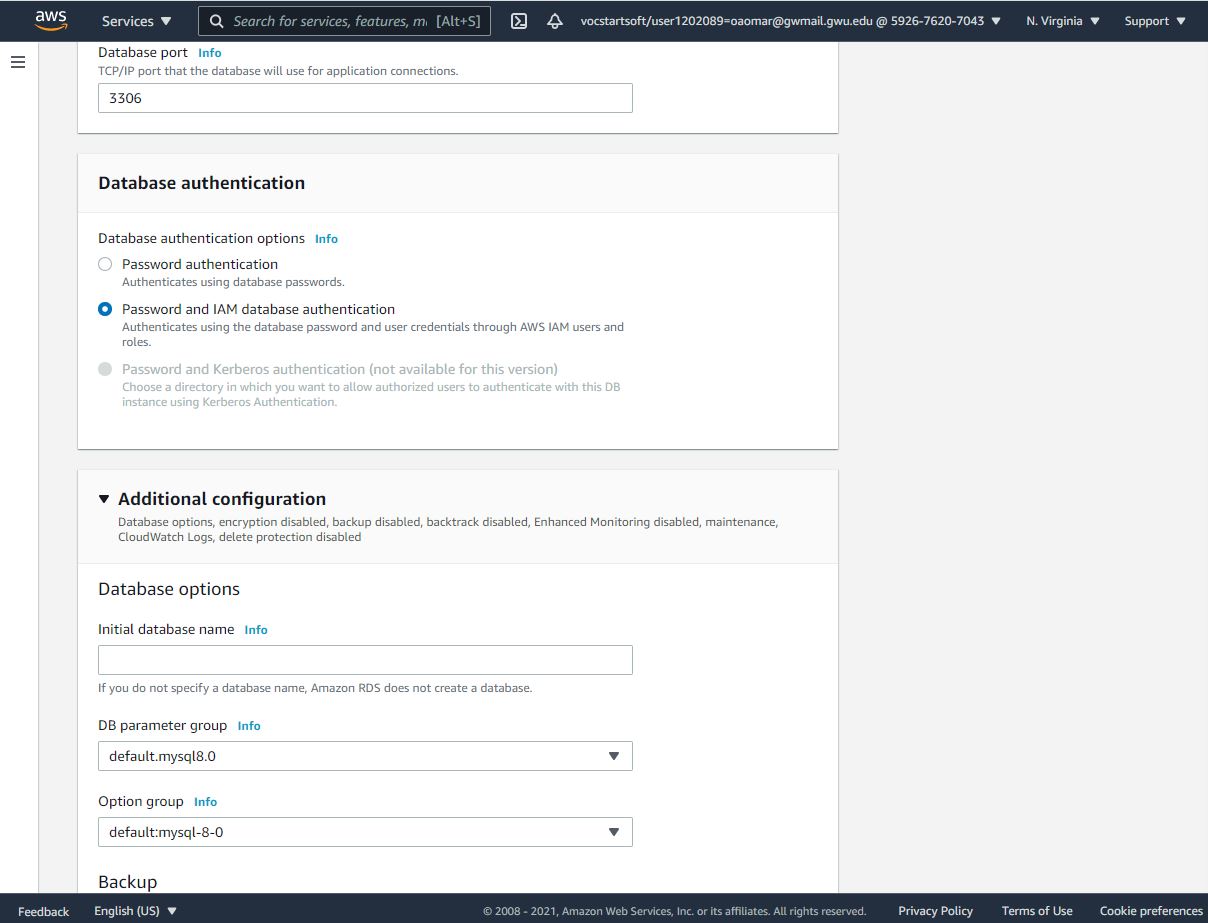 aws Services Search for services, features, m [Alt+S] vocstartsoft/user1202089=oaomar@gwmail.gwu.edu @ 5926-7620-7043 N. Virginia Support
Database port Info
TCP/IP port that the database will use for application connections.
3306
Database authentication
Database authentication options Info
Password authentication
Authenticates using database passwords.
Password and IAM database authentication
Authenticates using the database password and user credentials through AWS IAM users and
roles.
Password and Kerberos authentication (not available for this version)
Choose a directory in which you want to allow authorized users to authenticate with this DB
instance using Kerberos Authentication.
Additional configuration
Database options, encryption disabled, backup disabled, backtrack disabled, Enhanced Monitoring disabled, maintenance,
CloudWatch Logs, delete protection disabled
Database options
Initial database name Info
If you do not specify a database name, Amazon RDS does not create a database.
DB parameter group Info
default.mysql8.0
Option group Info
default:mysql-8-0
Backup
Feedback English (US) © 2008 - 2021, Amazon Web Services, Inc. or its affiliates. All rights reserved. Privacy Policy Terms of Use Cookie preferences